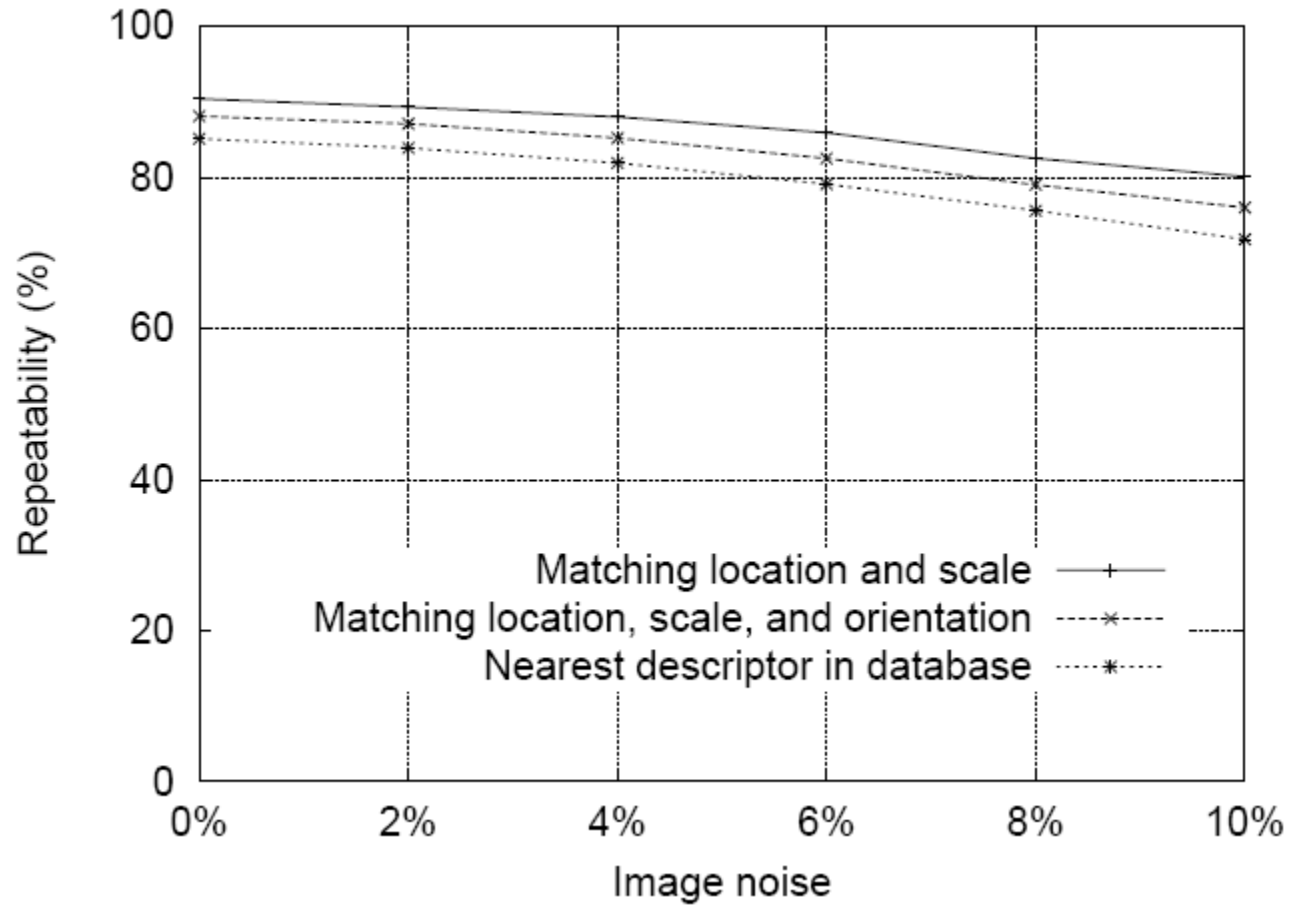 100
80
60
40
20
0
Repeatability (%)
Matching location and scale
Matching location, scale, and orientation
Nearest descriptor in database
0% 2% 4% 6% 8% 10%
Image noise